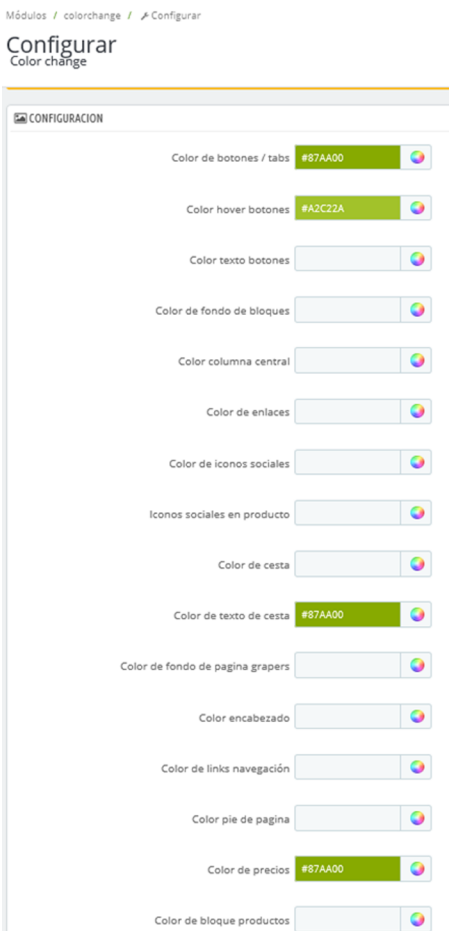 Módulos / colorchange / Configurar
Configurar
Color change
CONFIGURACION
Color de botones / tabs #87AA00
Color hover botones #A2C22A
Color texto botones
Color de fondo de bloques
Color columna central
Color de enlaces
Color de iconos sociales
Iconos sociales en producto
Color de cesta
Color de texto de cesta #87AA00
Color de fondo de pagina grapers
Color encabezado
Color de links navegación
Color pie de pagina
Color de precios #87AA00
Color de bloque productos